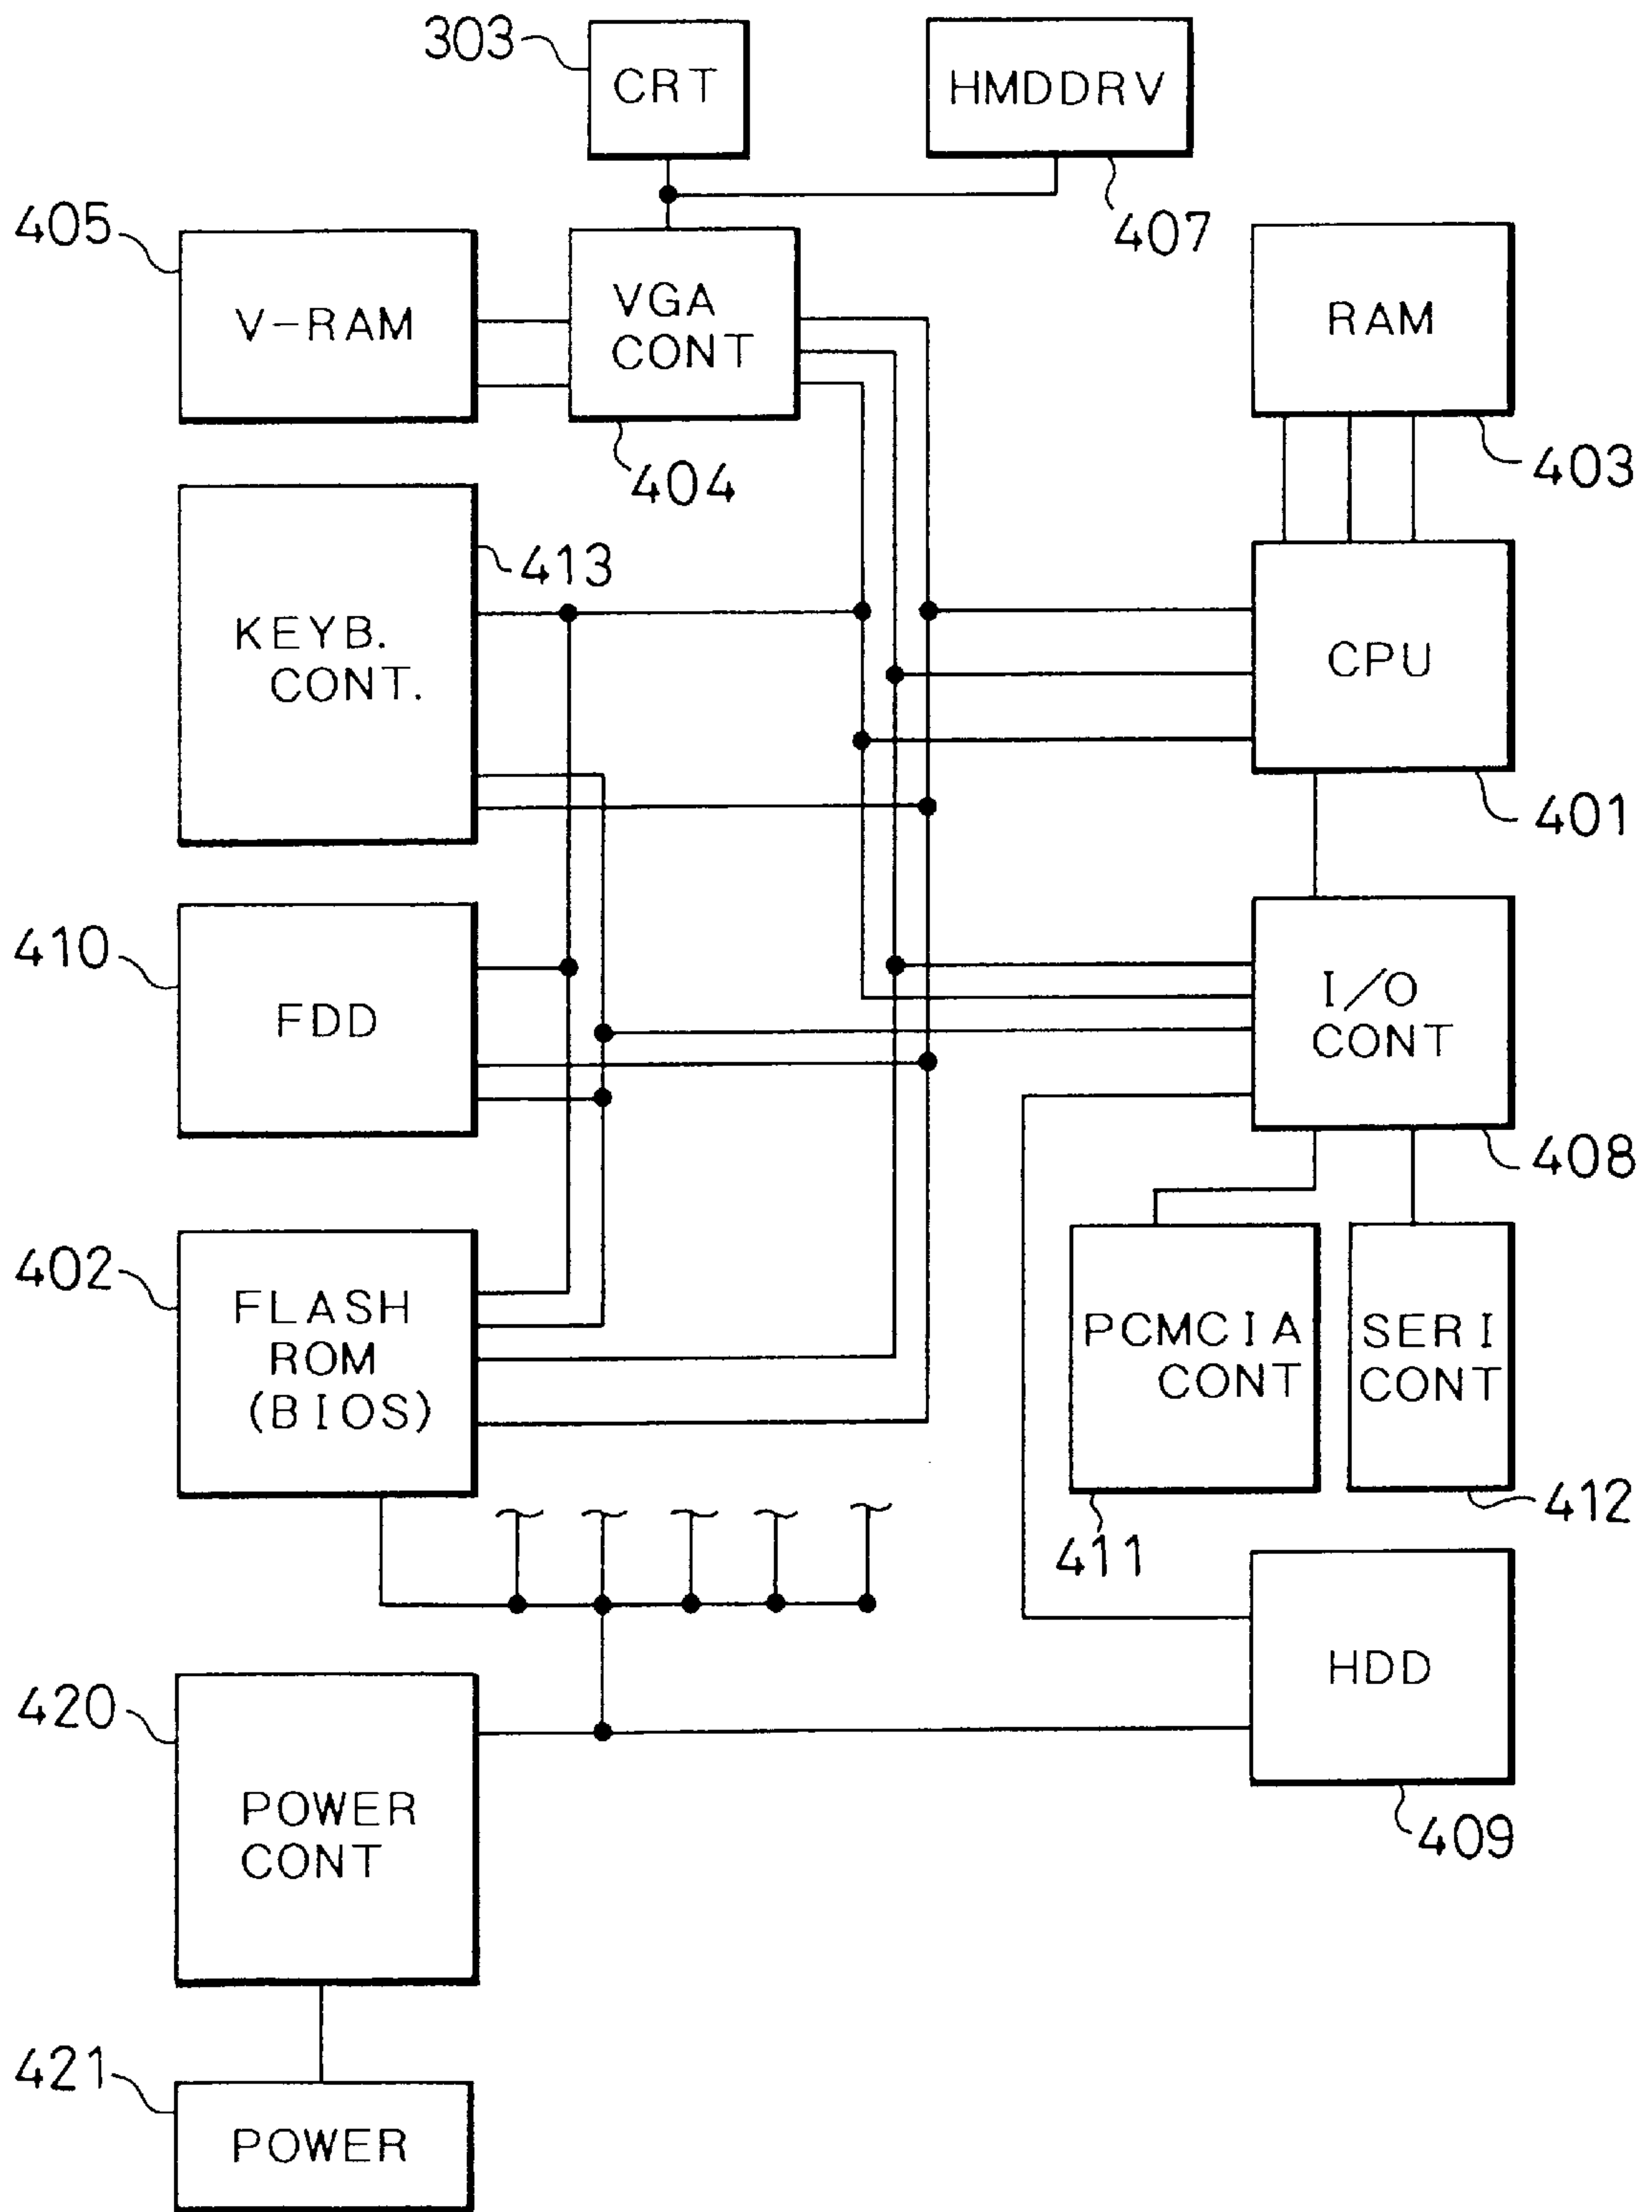 303
CRT
HMDDRV
407
405
V-RAM
VGA
CONT
404
RAM
403
413
KEYB.
CONT.
CPU
401
410
FDD
I/O
CONT
408
402
FLASH
ROM
(BIOS)
PCMCIA
CONT
411
SERI
CONT
412
HDD
409
420
POWER
CONT
421
POWER